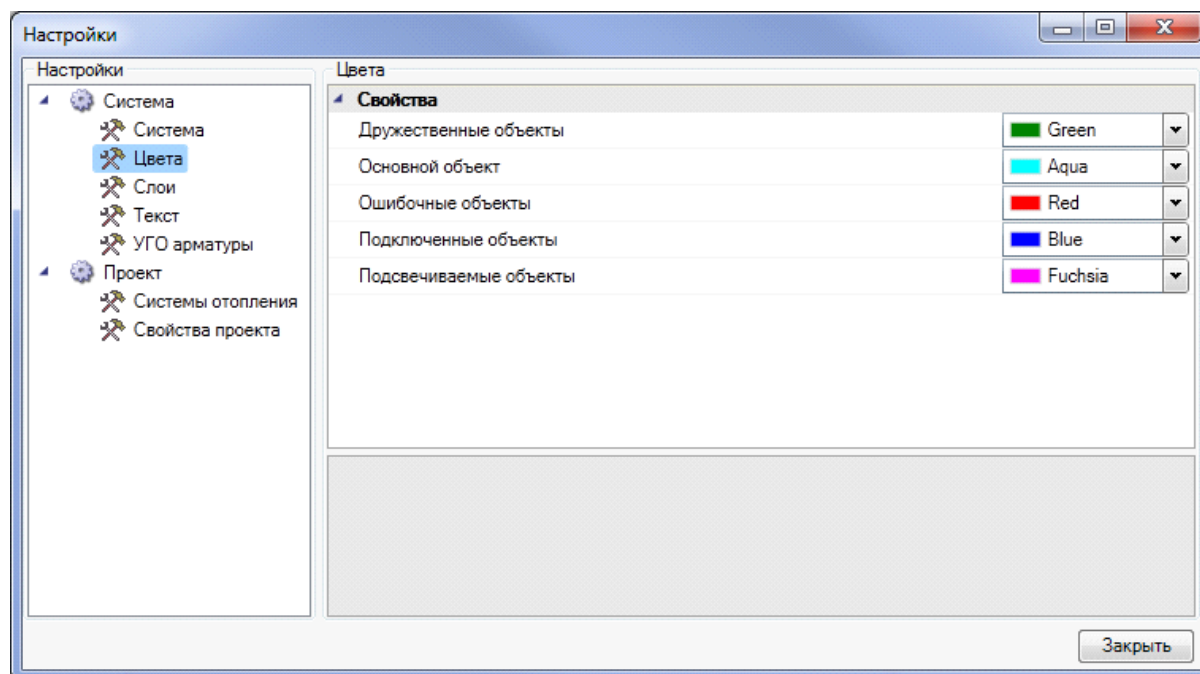 Настройки
Настройки
Система
Система
Цвета
Слои
Текст
УГО арматуры
Проект
Системы отопления
Свойства проекта
Цвета
Свойства
Дружественные объекты Green
Основной объект Aqua
Ошибочные объекты Red
Подключенные объекты Blue
Подсвечиваемые объекты Fuchsia
Закрыть